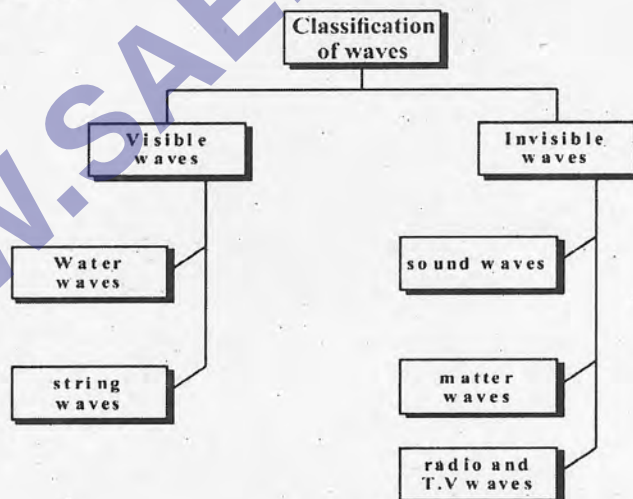 Classification
of waves
Visible
waves
Invisible
waves
Water
waves
sound waves
string
waves
matter
waves
radio and
T.V waves